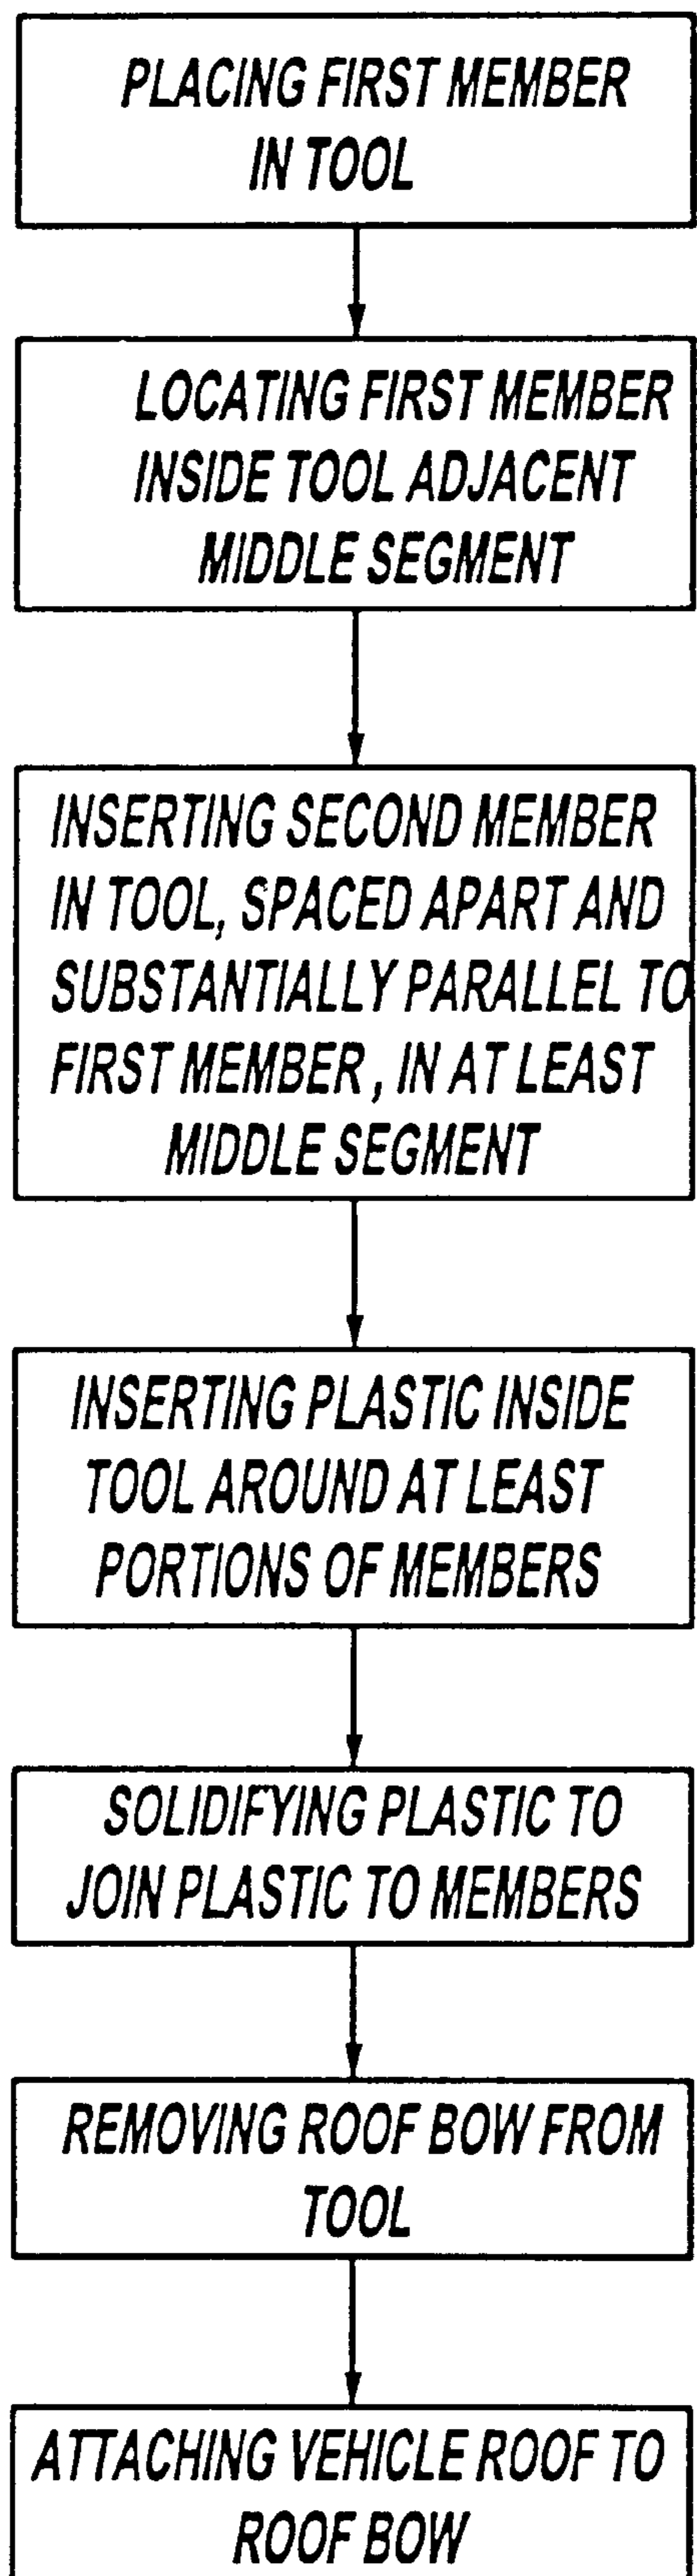 PLACING FIRST MEMBER
IN TOOL
LOCATING FIRST MEMBER
INSIDE TOOL ADJACENT
MIDDLE SEGMENT
INSERTING SECOND MEMBER
IN TOOL, SPACED APART AND
SUBSTANTIALLY PARALLEL TO
FIRST MEMBER, IN AT LEAST
MIDDLE SEGMENT
INSERTING PLASTIC INSIDE
TOOL AROUND AT LEAST
PORTIONS OF MEMBERS
SOLIDIFYING PLASTIC TO
JOIN PLASTIC TO MEMBERS
REMOVING ROOF BOW FROM
TOOL
ATTACHING VEHICLE ROOF TO
ROOF BOW